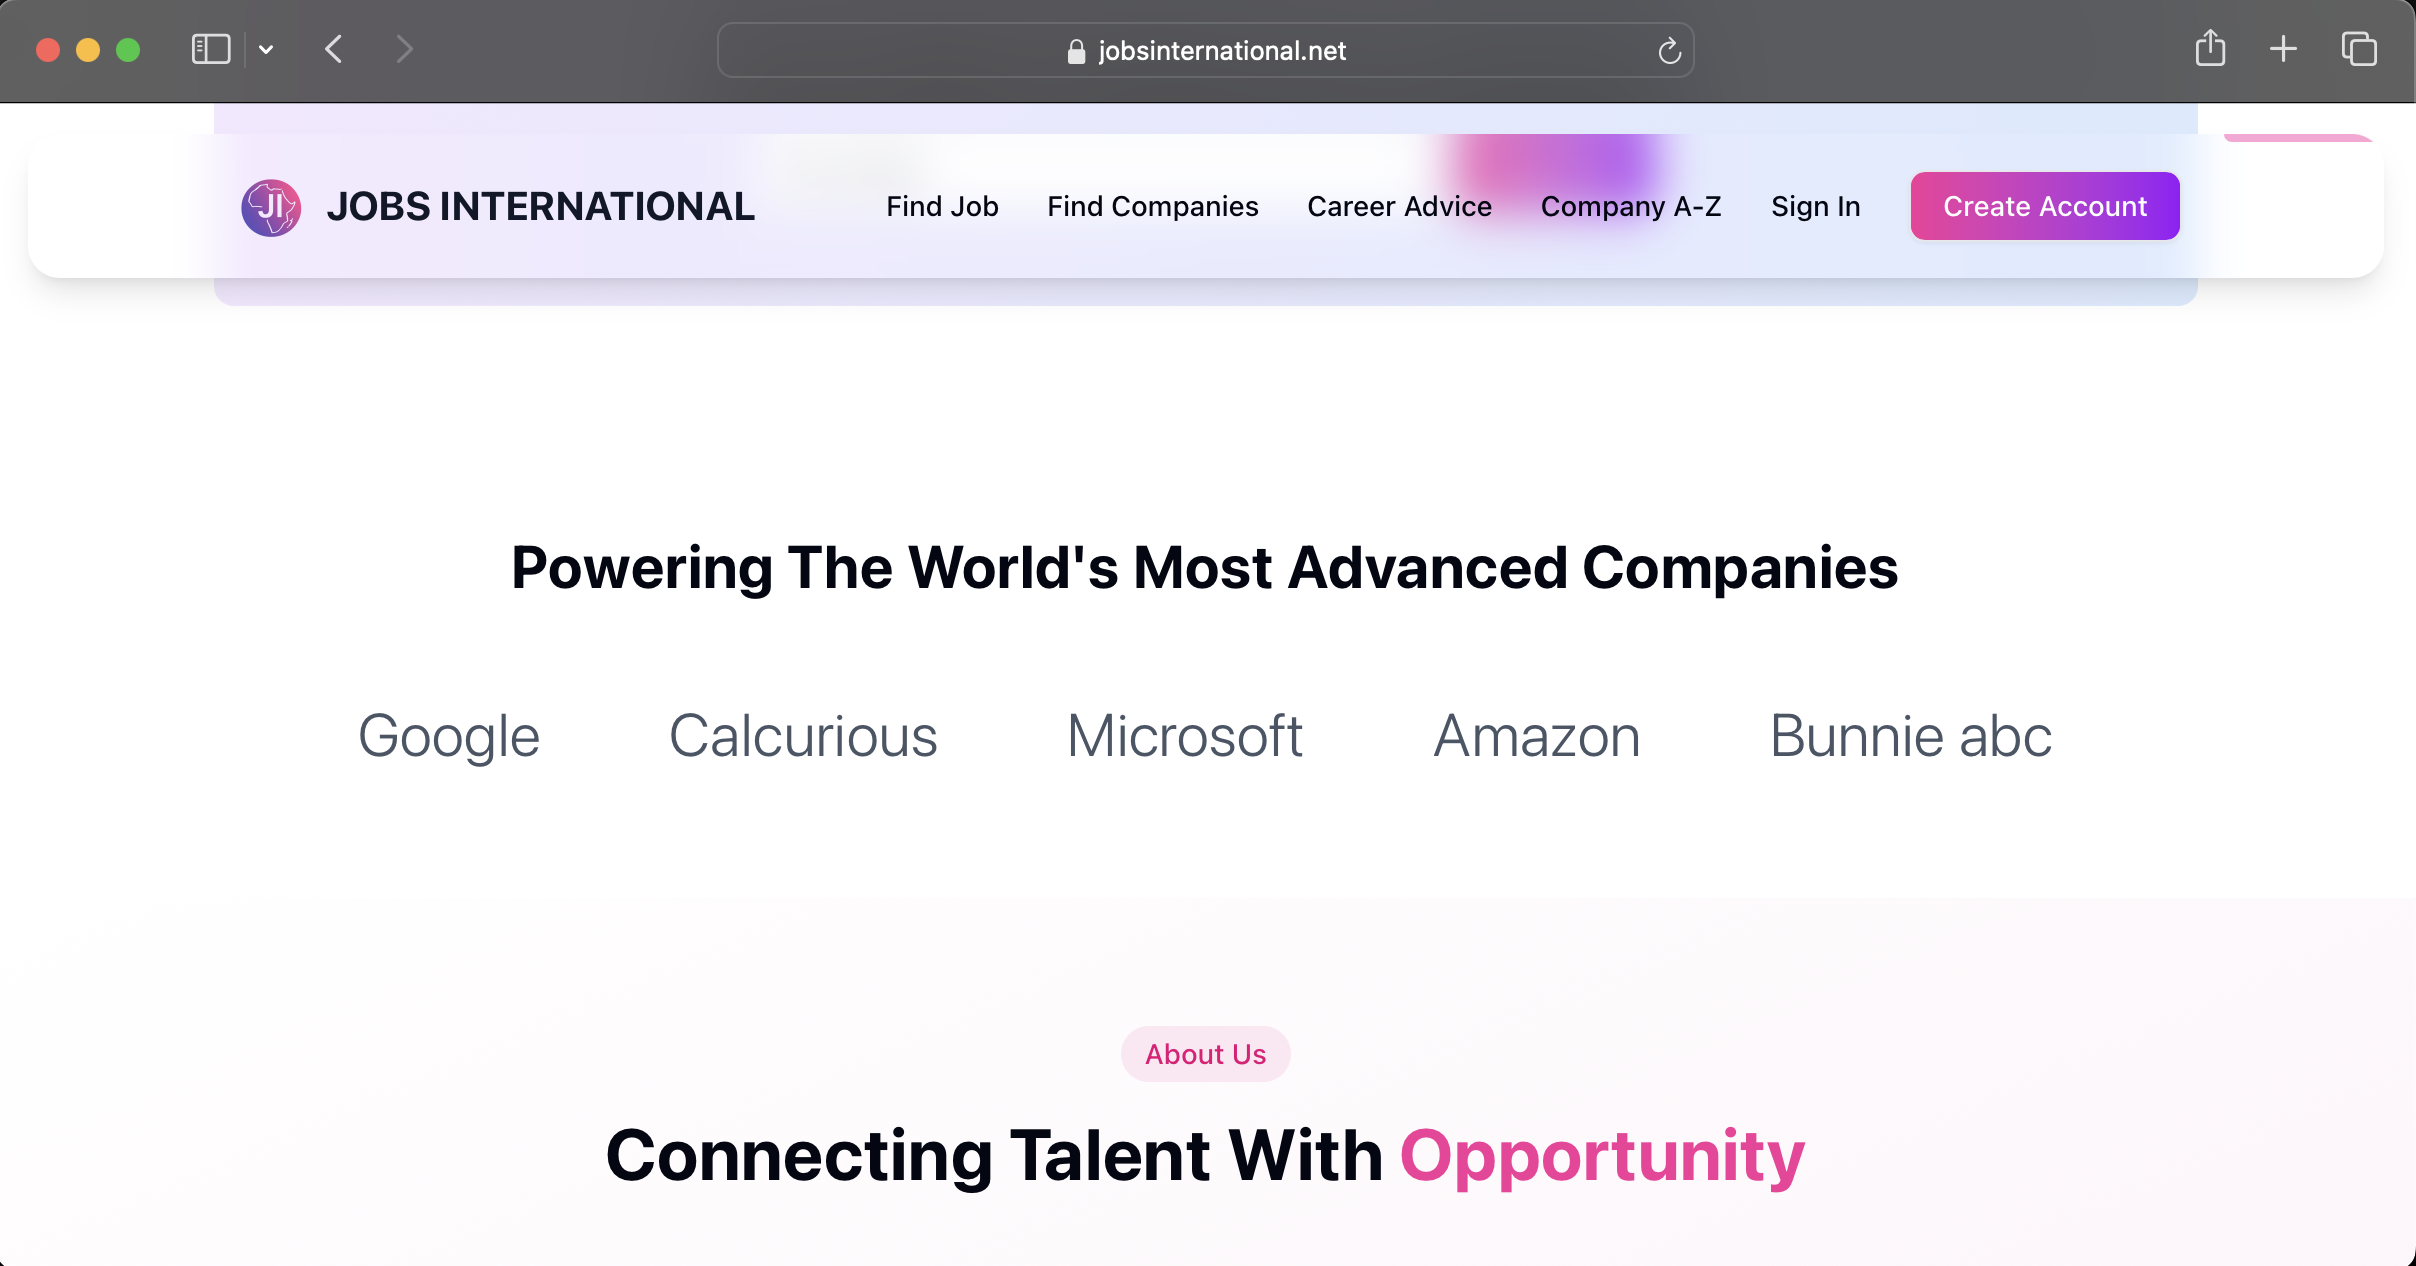 jobsinternational.net
JI JOBS INTERNATIONAL Find Job Find Companies Career Advice Company A-Z Sign In Create Account
Powering The World's Most Advanced Companies
Google Calcurious Microsoft Amazon Bunnie abc
About Us
Connecting Talent With Opportunity